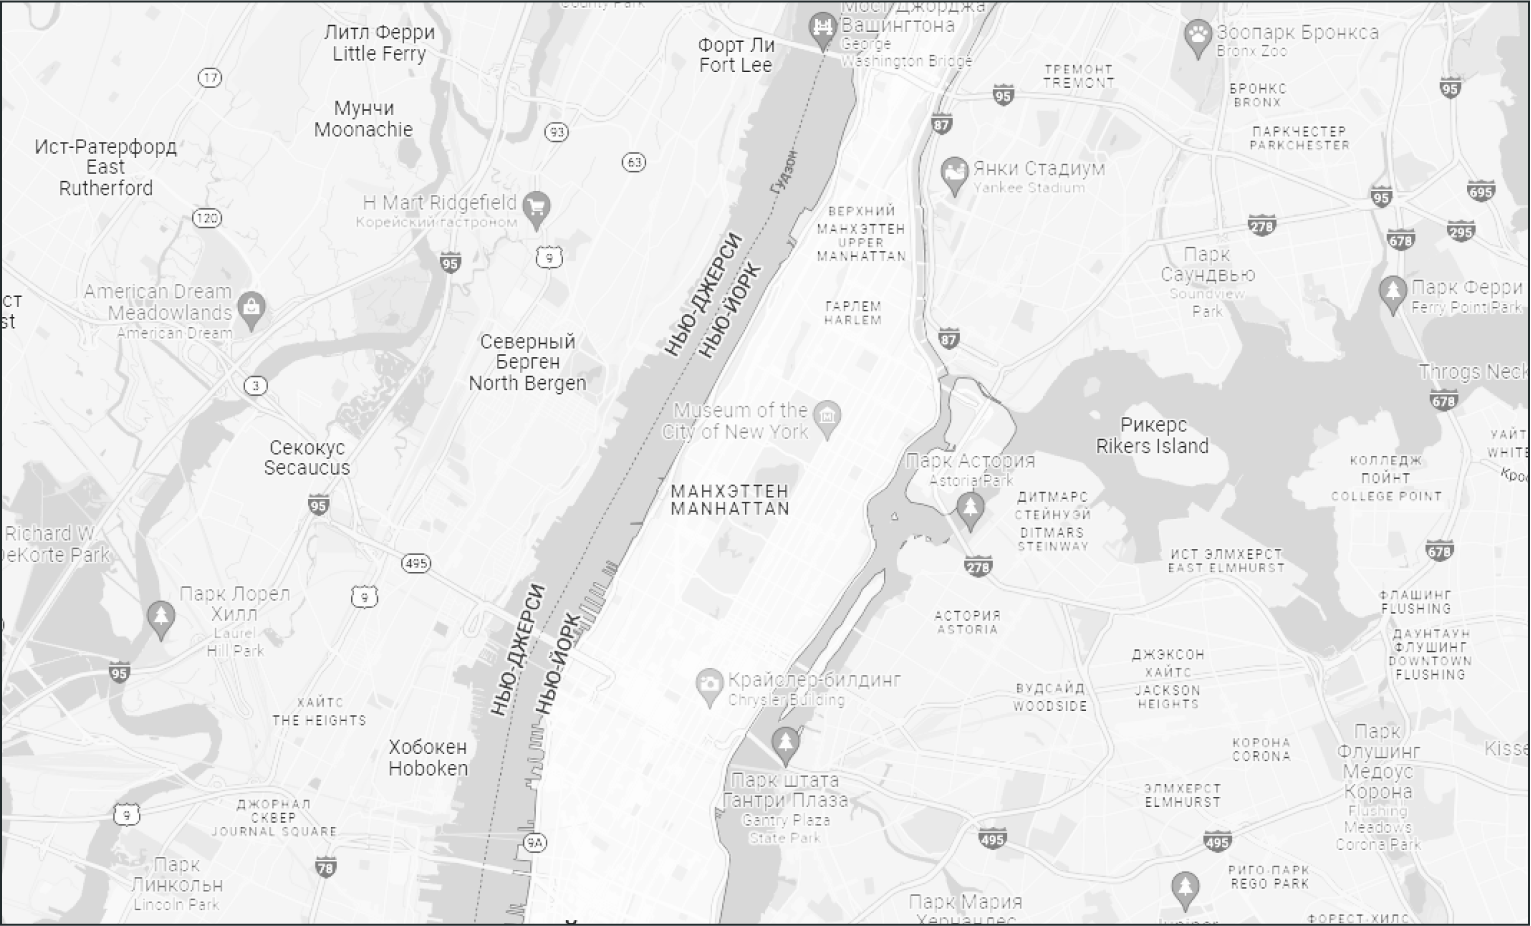 County Park
Литл Ферри
Little Ferry
17
Мунчи
Moonachie
Ист-Ратерфорд
East
Rutherford
93
63
120
H Mart Ridgefield
Корейский гастроном
9
95
American Dream
Meadowlands
American Dream
ст
st
3
Северный
Берген
North Bergen
Секокус
Secaucus
95
Richard W.
DeKorte Park
495
9
Парк Лорел
Хилл
Laurel
Hill Park
95
ХАЙТС
THE HEIGHTS
Хобокен
Hoboken
9
ДЖОРНАЛ
СКВЕР
JOURNAL SQUARE
78
Парк
Линкольн
Lincoln Park
Форт Ли
Fort Lee
Мост Джорджа
Вашингтона
George
Washington Bridge
Гудзон
НЬЮ-ДЖЕРСИ
НЬЮ-ЙОРК
НЬЮ-ДЖЕРСИ
НЬЮ-ЙОРК
ВЕРХНИЙ
МАНХЭТТЕН
UPPER
MANHATTAN
ГАРЛЕМ
HARLEM
Museum of the
City of New York
МАНХЭТТЕН
MANHATTAN
Крайслер-билдинг
Chrysler Building
Парк штата
Гантри Плаза
Gantry Plaza
State Park
9A
Зоопарк Бронкса
Bronx Zoo
ТРЕМОНТ
TREMONT
95
87
БРОНКС
BRONX
95
ПАРКЧЕСТЕР
PARKCHESTER
Янки Стадиум
Yankee Stadium
95
695
278
678
295
Парк
Саундвью
Soundview
Park
Парк Ферри
Ferry Point Park
87
Throgs Neck
678
Рикерс
Rikers Island
Парк Астория
Astoria Park
ДИТМАРС
СТЕЙНУЭЙ
DITMARS
STEINWAY
278
КОЛЛЕДЖ
ПОЙНТ
COLLEGE POINT
УАЙТ
WHITE
Крос
678
ИСТ ЭЛМХЕРСТ
EAST ELMHURST
АСТОРИЯ
ASTORIA
ФЛАШИНГ
FLUSHING
ДАУНТАУН
ФЛУШИНГ
DOWNTOWN
FLUSHING
ДЖЭКСОН
ХАЙТС
JACKSON
HEIGHTS
ВУДСАЙД
WOODSIDE
КОРОНА
CORONA
Парк
Флушинг
Медоус
Корона
Flushing
Meadows
Corona Park
Kisse
ЭЛМХЕРСТ
ELMHURST
495
495
РИГО-ПАРК
REGO PARK
Парк Мария
Хернандес
ФОРЕСТ-ХИЛС